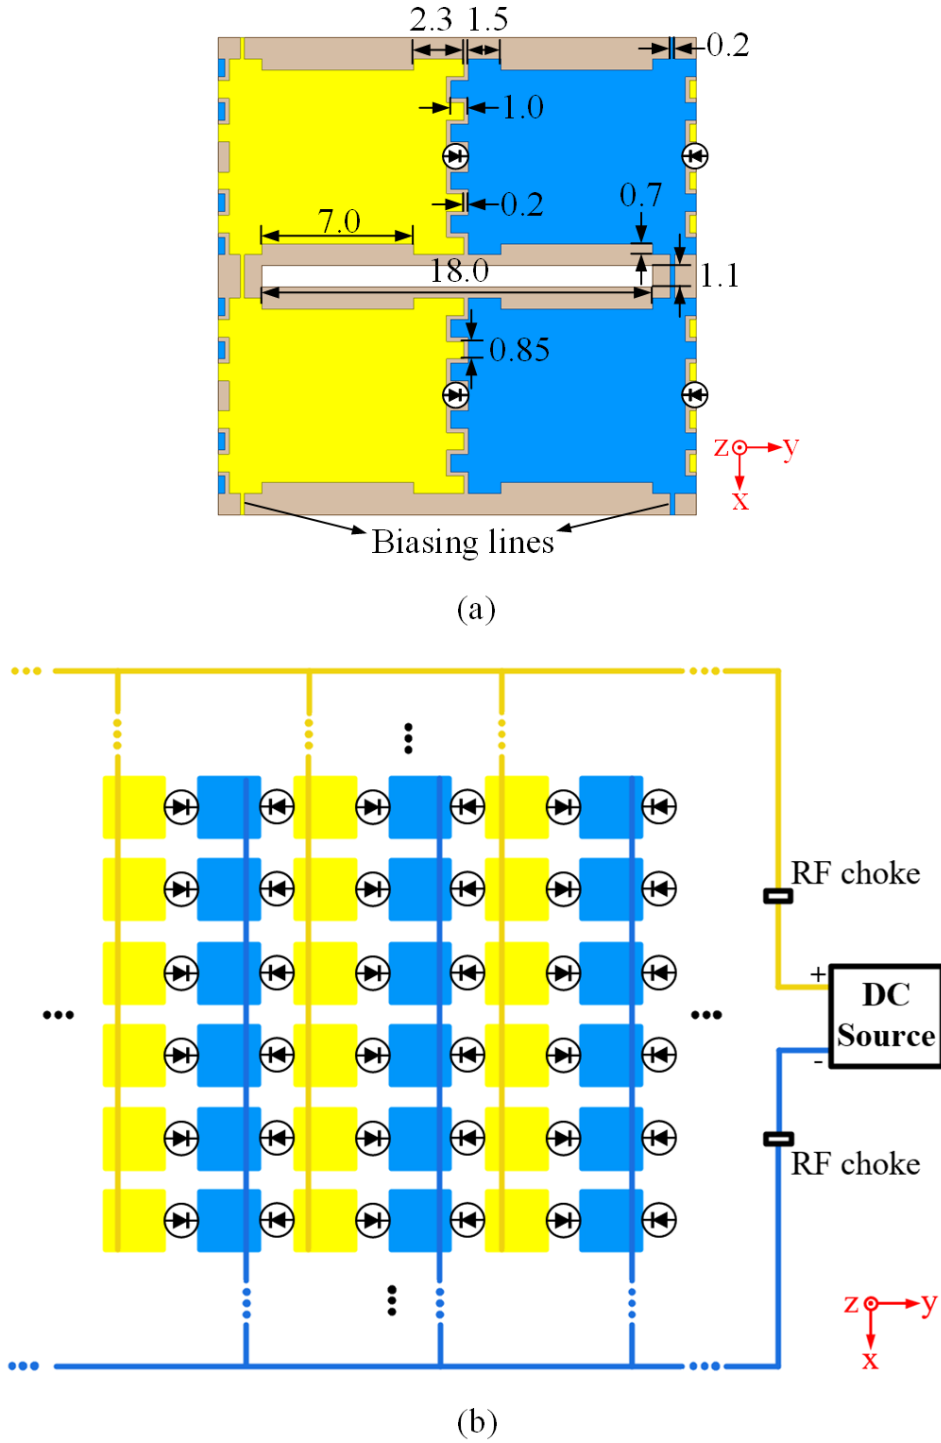 2.3 1.5
0.2
1.0
0.2
0.7
7.0
18.0
1.1
0.85
z
y
x
Biasing lines
(a)
RF choke
+
DC
Source
-
RF choke
z
y
x
(b)